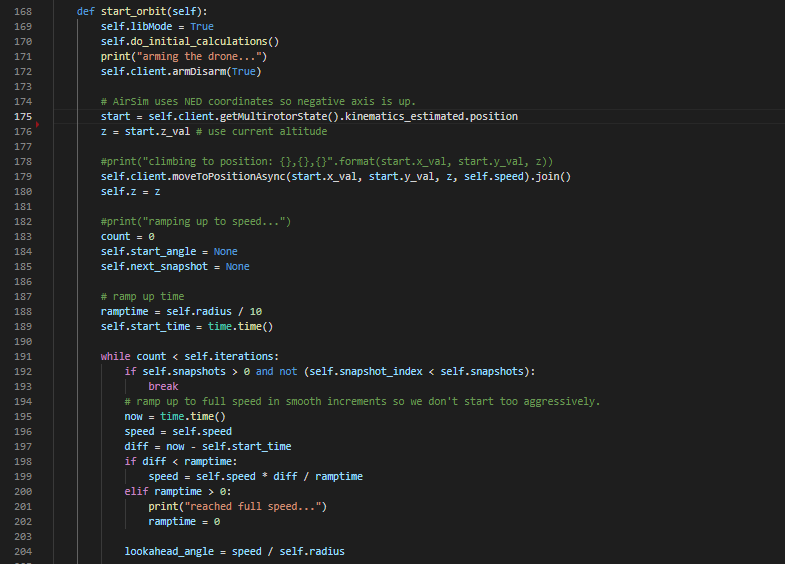 168 def start_orbit(self):
169 self.libMode = True
170 self.do_initial_calculations()
171 print("arming the drone...")
172 self.client.armDisarm(True)
173
174 # AirSim uses NED coordinates so negative axis is up.
175 start = self.client.getMultirotorState().kinematics_estimated.position
176 z = start.z_val # use current altitude
177
178 #print("climbing to position: {},{},{}".format(start.x_val, start.y_val, z))
179 self.client.moveToPositionAsync(start.x_val, start.y_val, z, self.speed).join()
180 self.z = z
181
182 #print("ramping up to speed...")
183 count = 0
184 self.start_angle = None
185 self.next_snapshot = None
186
187 # ramp up time
188 ramptime = self.radius / 10
189 self.start_time = time.time()
190
191 while count < self.iterations:
192 if self.snapshots > 0 and not (self.snapshot_index < self.snapshots):
193 break
194 # ramp up to full speed in smooth increments so we don't start too aggressively.
195 now = time.time()
196 speed = self.speed
197 diff = now - self.start_time
198 if diff < ramptime:
199 speed = self.speed * diff / ramptime
200 elif ramptime > 0:
201 print("reached full speed...")
202 ramptime = 0
203
204 lookahead_angle = speed / self.radius